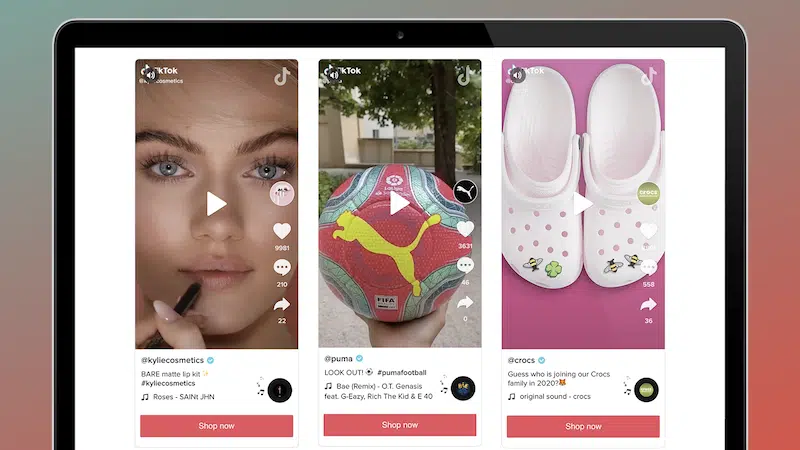 TikTok
@kyliecosmetics
9981
210
22
@kyliecosmetics
BARE matte lip kit ✨
#kyliecosmetics
Roses - SAINt JHN
Shop now
TikTok
FIFA
3631
46
0
@puma
LOOK OUT! ⚽ #pumafootball
Bae (Remix) - O.T. Genasis
feat. G-Eazy, Rich The Kid & E 40
Shop now
TikTok
crocs
558
36
@crocs
Guess who is joining our Crocs
family in 2020?🦊
original sound - crocs
Shop now